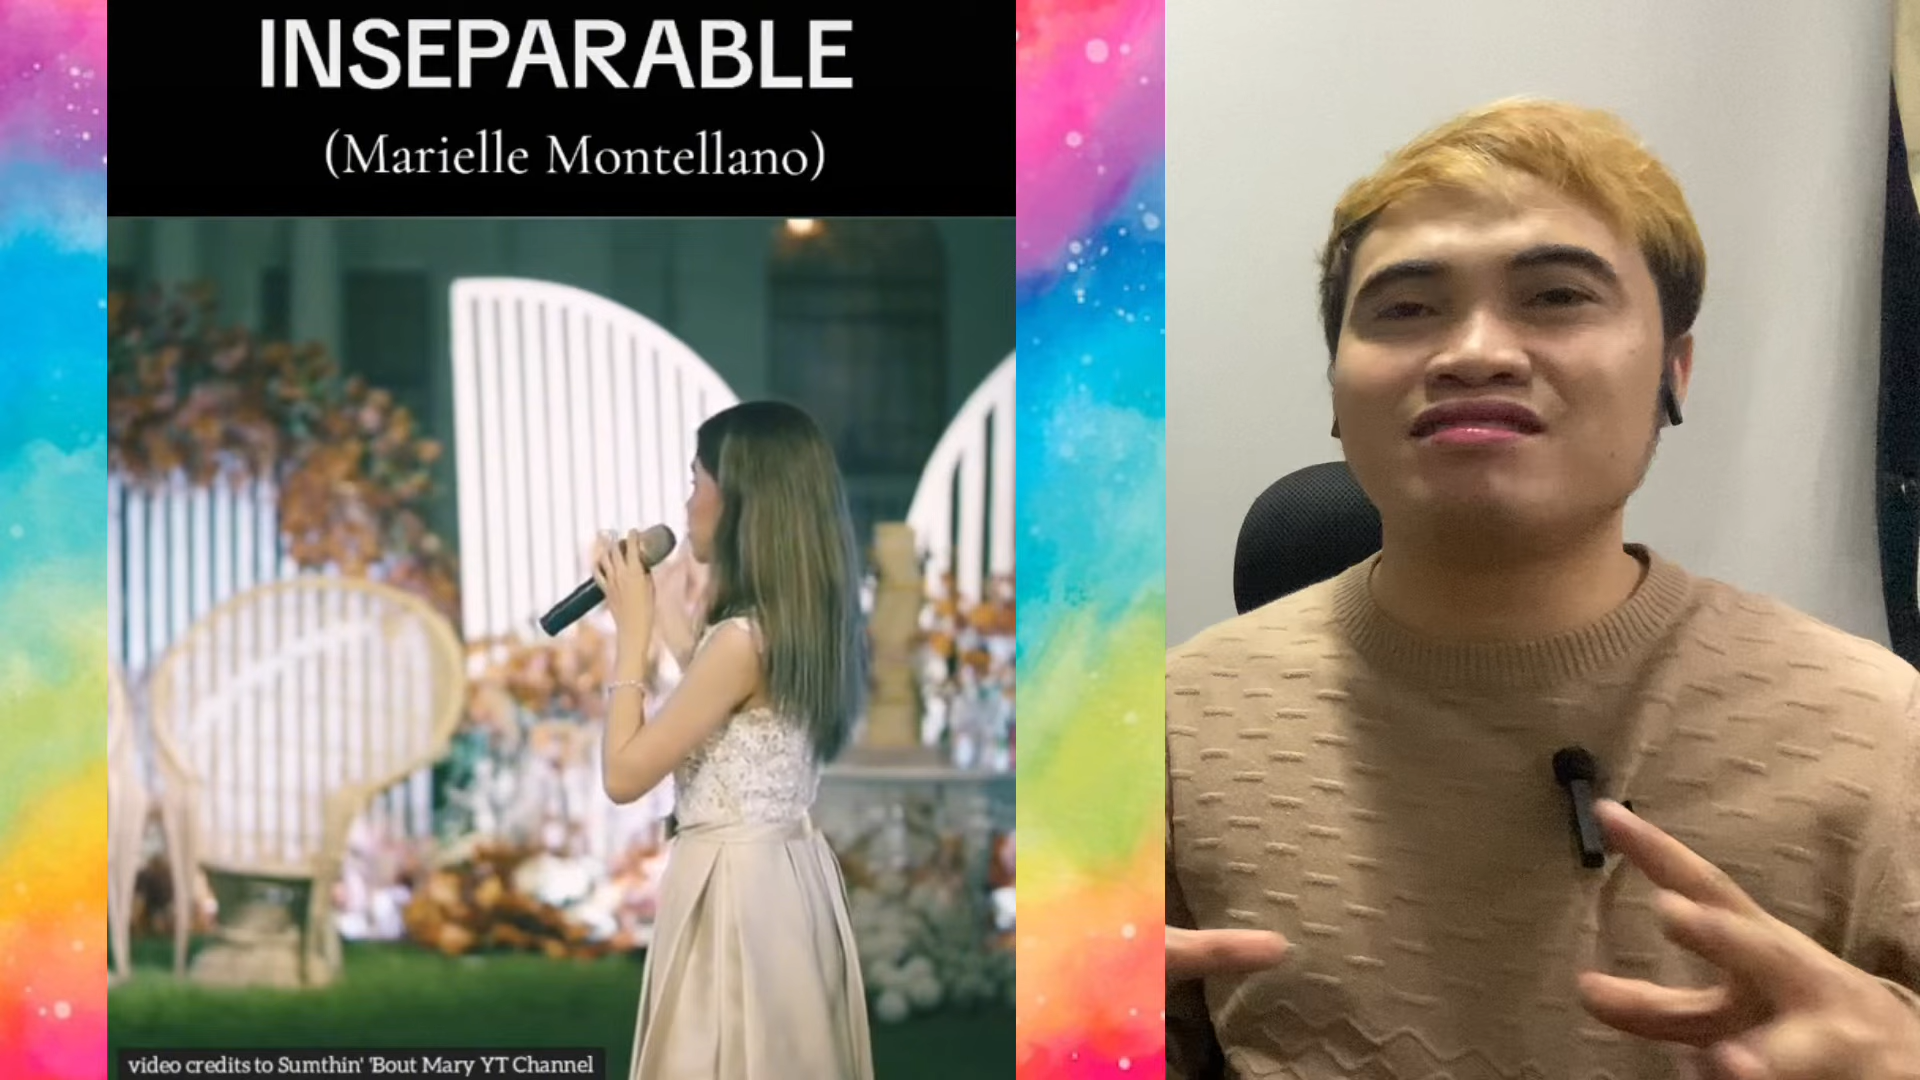 INSEPARABLE
(Marielle Montellano)
video credits to Sumthin' 'Bout Mary YT Channel